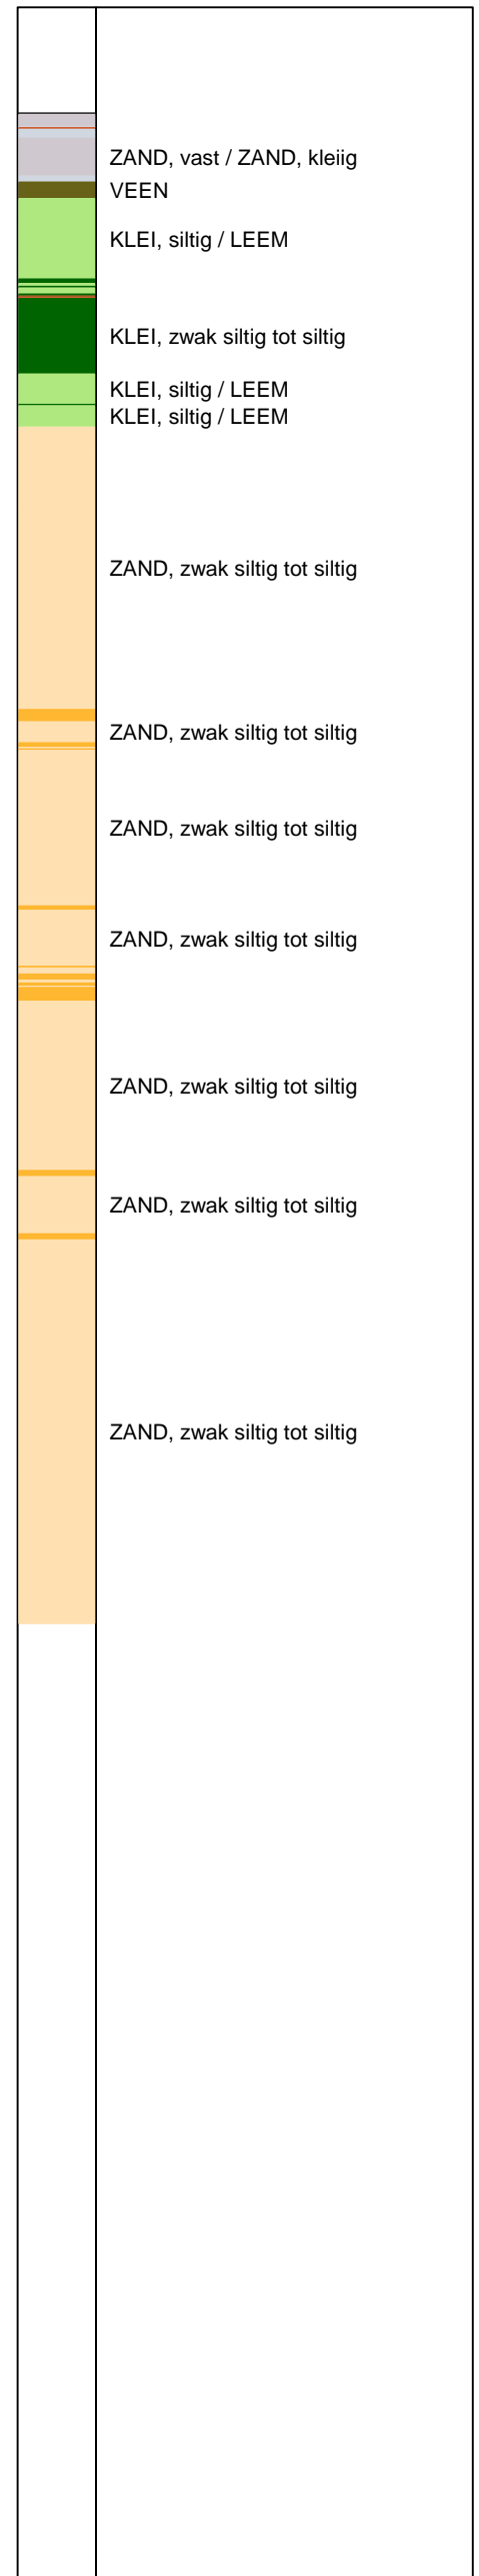 ZAND, vast / ZAND, kleiig
VEEN
KLEI, siltig / LEEM
KLEI, zwak siltig tot siltig
KLEI, siltig / LEEM
KLEI, siltig / LEEM
ZAND, zwak siltig tot siltig
ZAND, zwak siltig tot siltig
ZAND, zwak siltig tot siltig
ZAND, zwak siltig tot siltig
ZAND, zwak siltig tot siltig
ZAND, zwak siltig tot siltig
ZAND, zwak siltig tot siltig